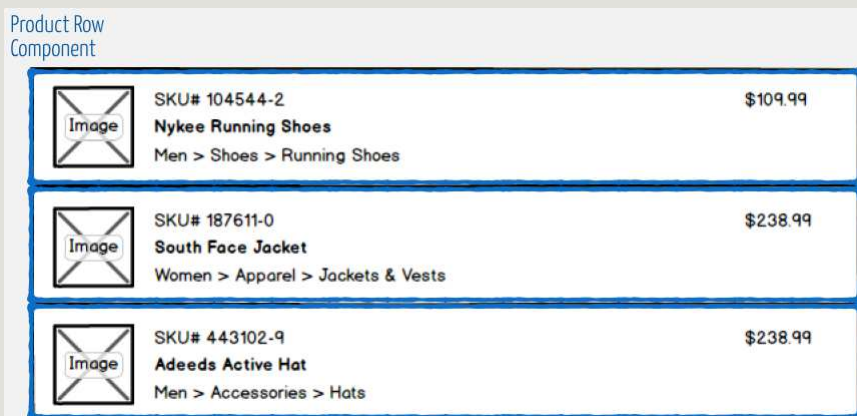 Product Row
Component
Image
SKU# 104544-2
$109.99
Nykee Running Shoes
Men > Shoes > Running Shoes
Image
SKU# 187611-0
$238.99
South Face Jacket
Women > Apparel > Jackets & Vests
Image
SKU# 443102-9
$238.99
Adeeds Active Hat
Men > Accessories > Hats